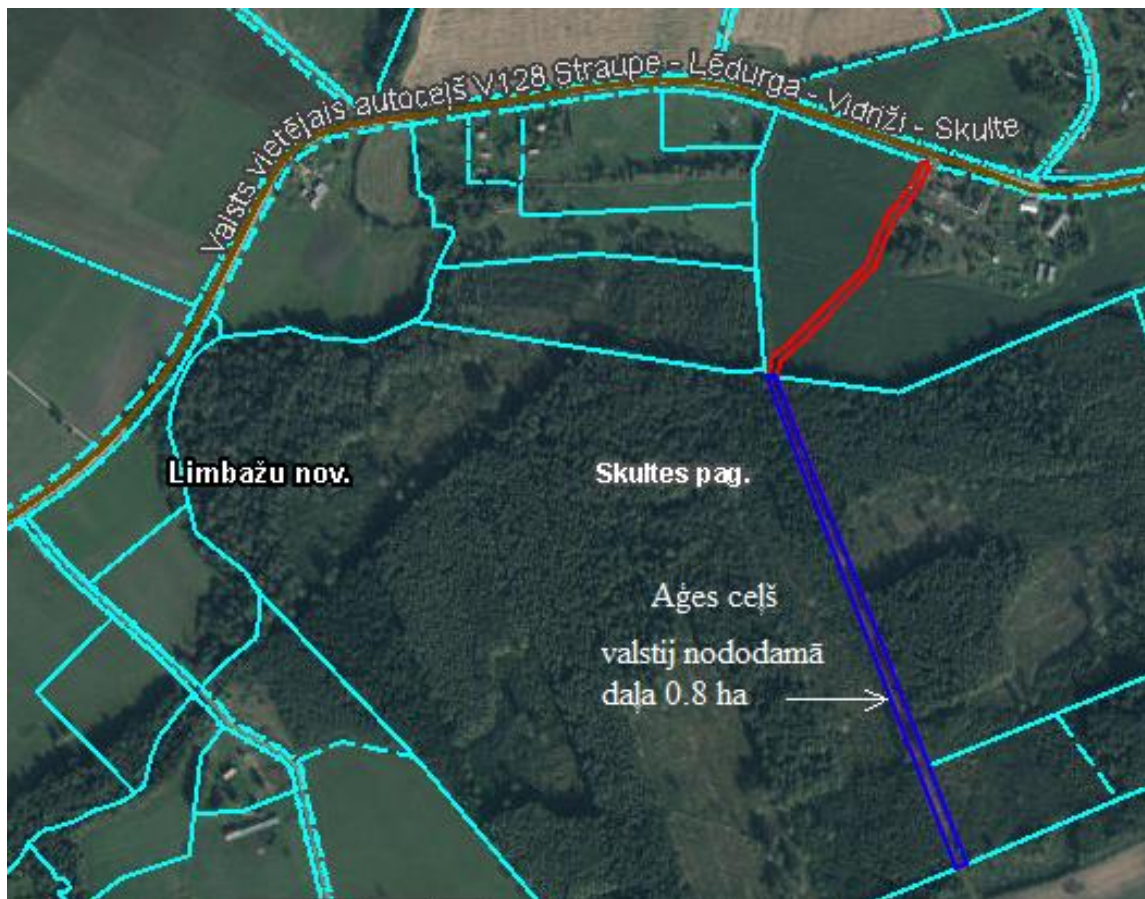 Valsts vietējais autoceļš V128 Straupe - Lēdurga - Vidriži - Skulte
Limbažu nov.
Skultes pag.
Aģes ceļš
valstij nododamā
daļa 0.8 ha